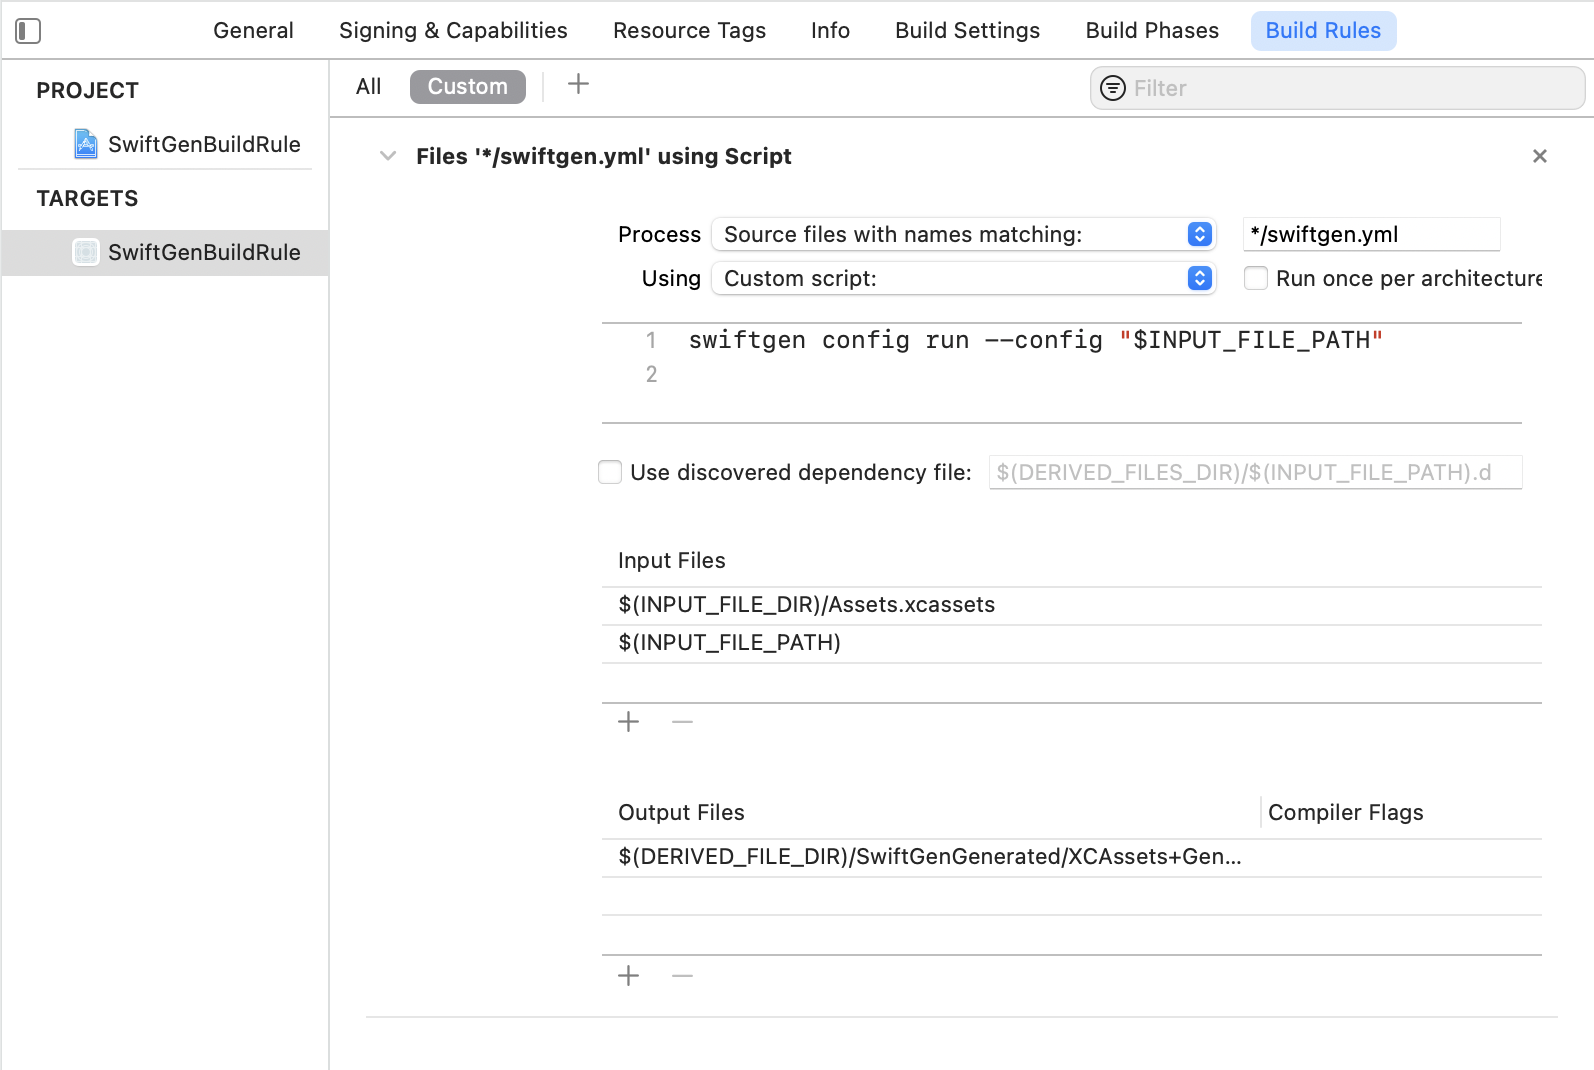 General Signing & Capabilities Resource Tags Info Build Settings Build Phases Build Rules
PROJECT
SwiftGenBuildRule
TARGETS
SwiftGenBuildRule
All Custom Filter
Files '*/swiftgen.yml' using Script
Process Source files with names matching: */swiftgen.yml
Using Custom script: Run once per architecture
1 swiftgen config run --config "$INPUT_FILE_PATH"
2
Use discovered dependency file: $(DERIVED_FILES_DIR)/$(INPUT_FILE_PATH).d
Input Files
$(INPUT_FILE_DIR)/Assets.xcassets
$(INPUT_FILE_PATH)
Output Files Compiler Flags
$(DERIVED_FILE_DIR)/SwiftGenGenerated/XCAssets+Gen...